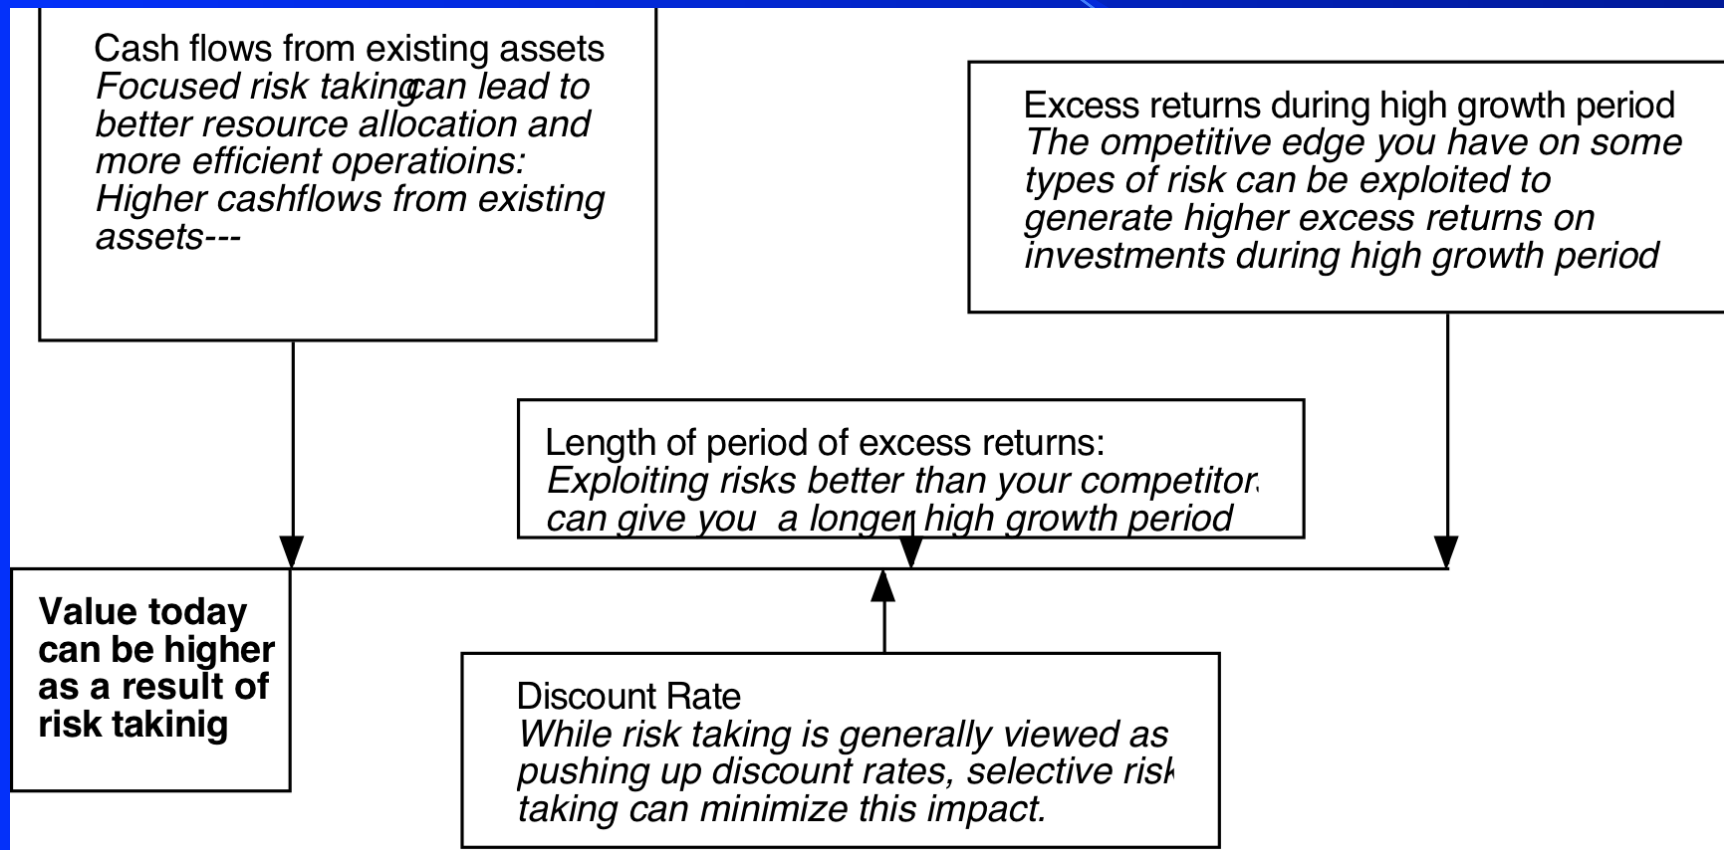 Cash flows from existing assets
Focused risk taking can lead to
better resource allocation and
more efficient operatioins:
Higher cashflows from existing
assets---
Excess returns during high growth period
The ompetitive edge you have on some
types of risk can be exploited to
generate higher excess returns on
investments during high growth period
Length of period of excess returns:
Exploiting risks better than your competitor
can give you a longer high growth period
Value today
can be higher
as a result of
risk takinig
Discount Rate
While risk taking is generally viewed as
pushing up discount rates, selective risk
taking can minimize this impact.